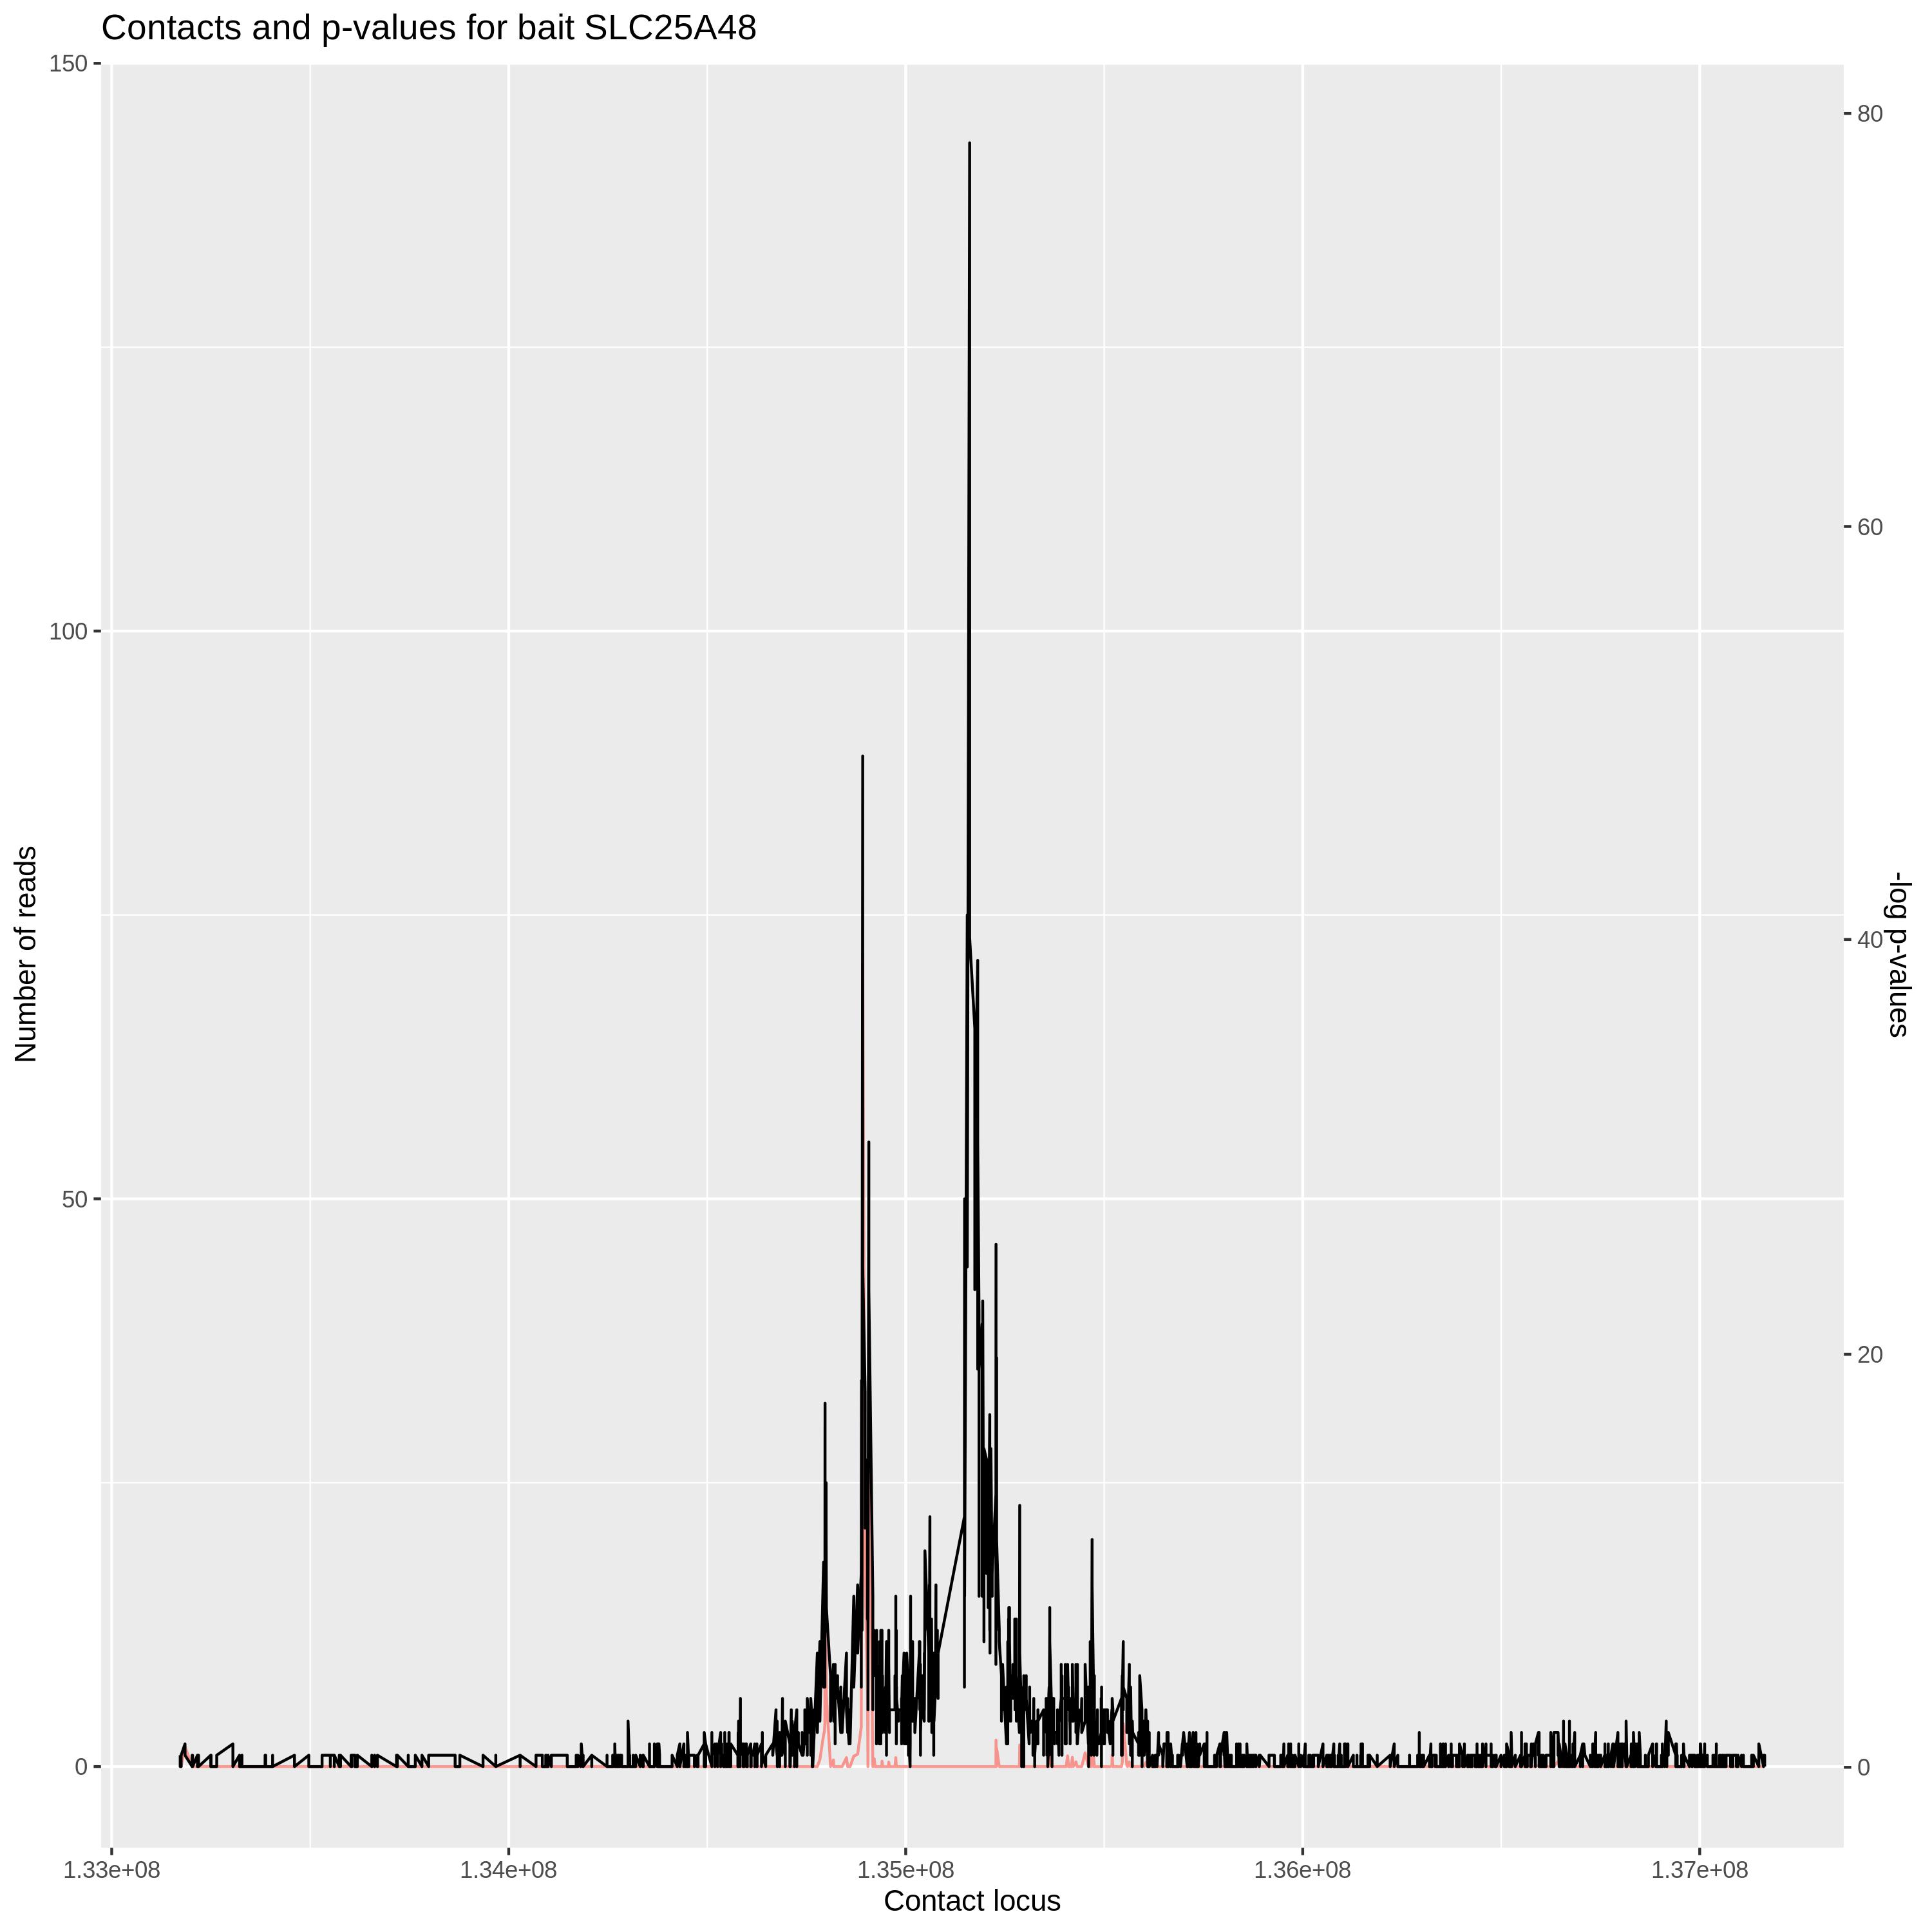 Contacts and p-values for bait SLC25A48
150
100
50
0
80
60
40
20
0
Number of reads
-log p-values
1.33e+08
1.34e+08
1.35e+08
1.36e+08
1.37e+08
Contact locus